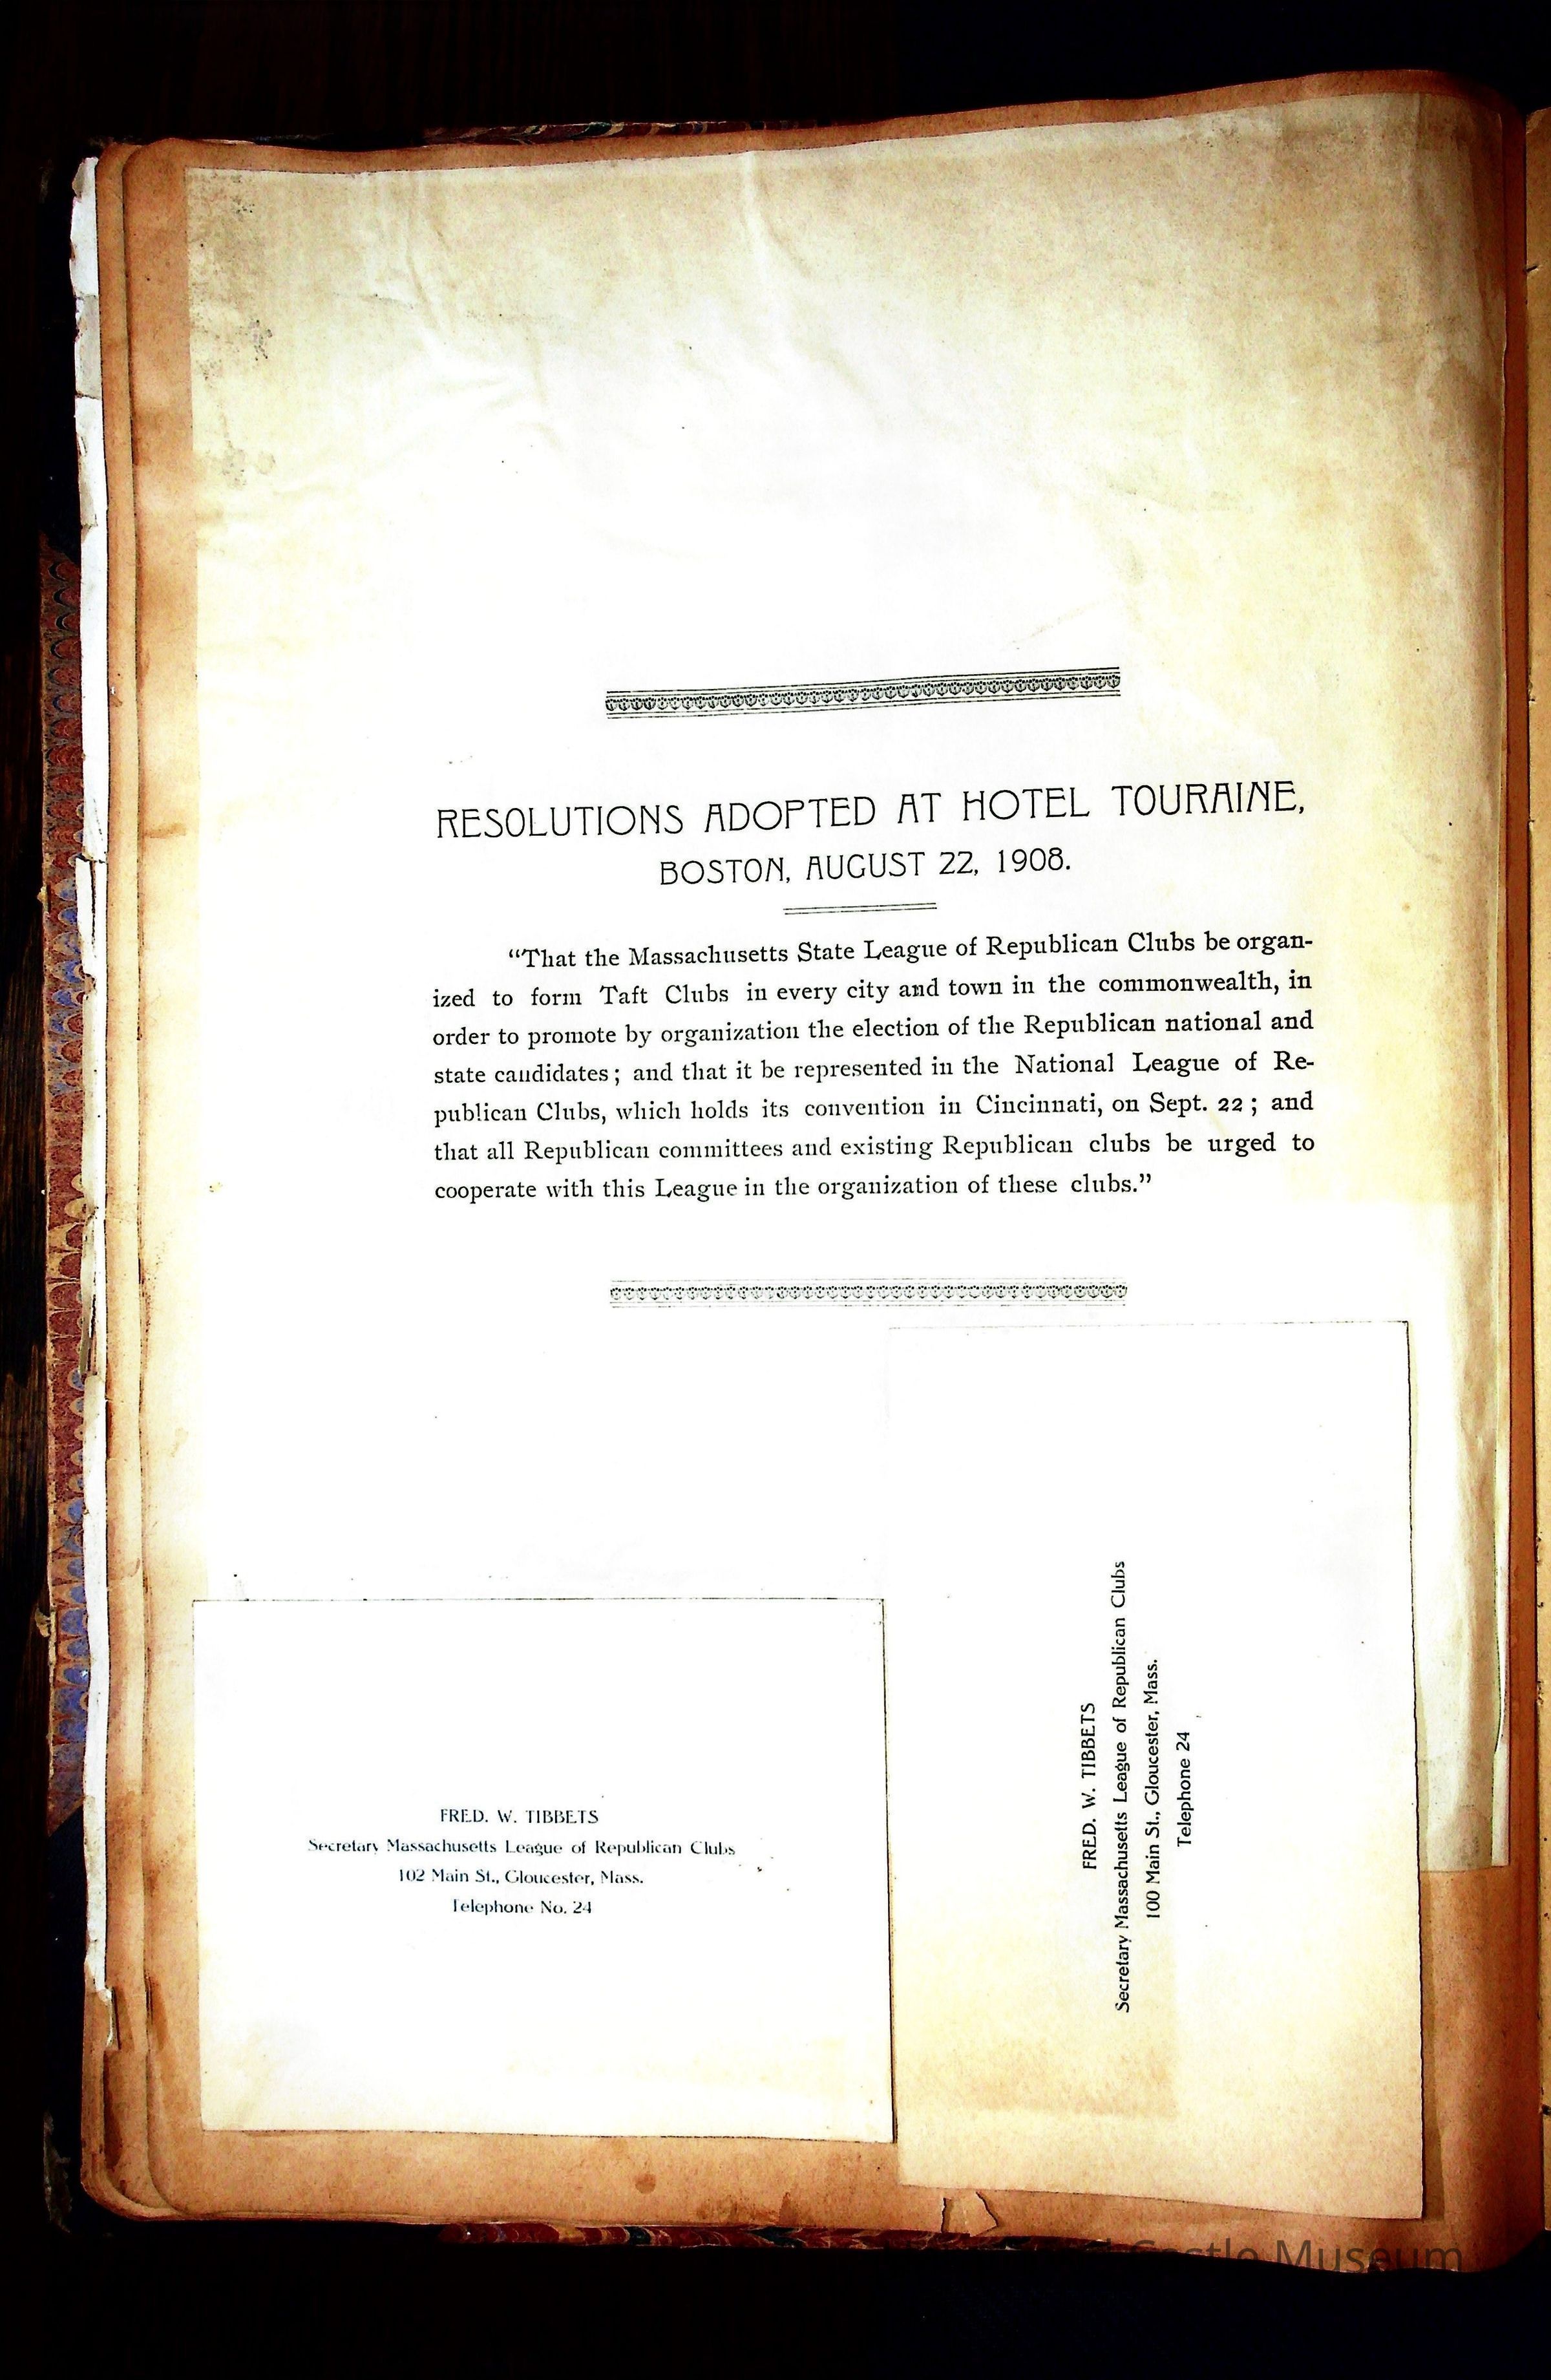 RESOLUTIONS ADOPTED AT HOTEL TOURAINE,
BOSTON, AUGUST 22, 1908.
“That the Massachusetts State League of Republican Clubs be organ-
ized to form Taft Clubs in every city and town in the commonwealth, in
order to promote by organization the election of the Republican national and
state candidates; and that it be represented in the National League of Re-
publican Clubs, which holds its convention in Cincinnati, on Sept. 22; and
that all Republican committees and existing Republican clubs be urged to
cooperate with this League in the organization of these clubs.”
FRED. W. TIBBETS
Secretary Massachusetts League of Republican Clubs
102 Main St., Gloucester, Mass.
Telephone No. 24
FRED. W. TIBBETS
Secretary Massachusetts League of Republican Clubs
100 Main St., Gloucester, Mass.
Telephone 24
Castle Museum